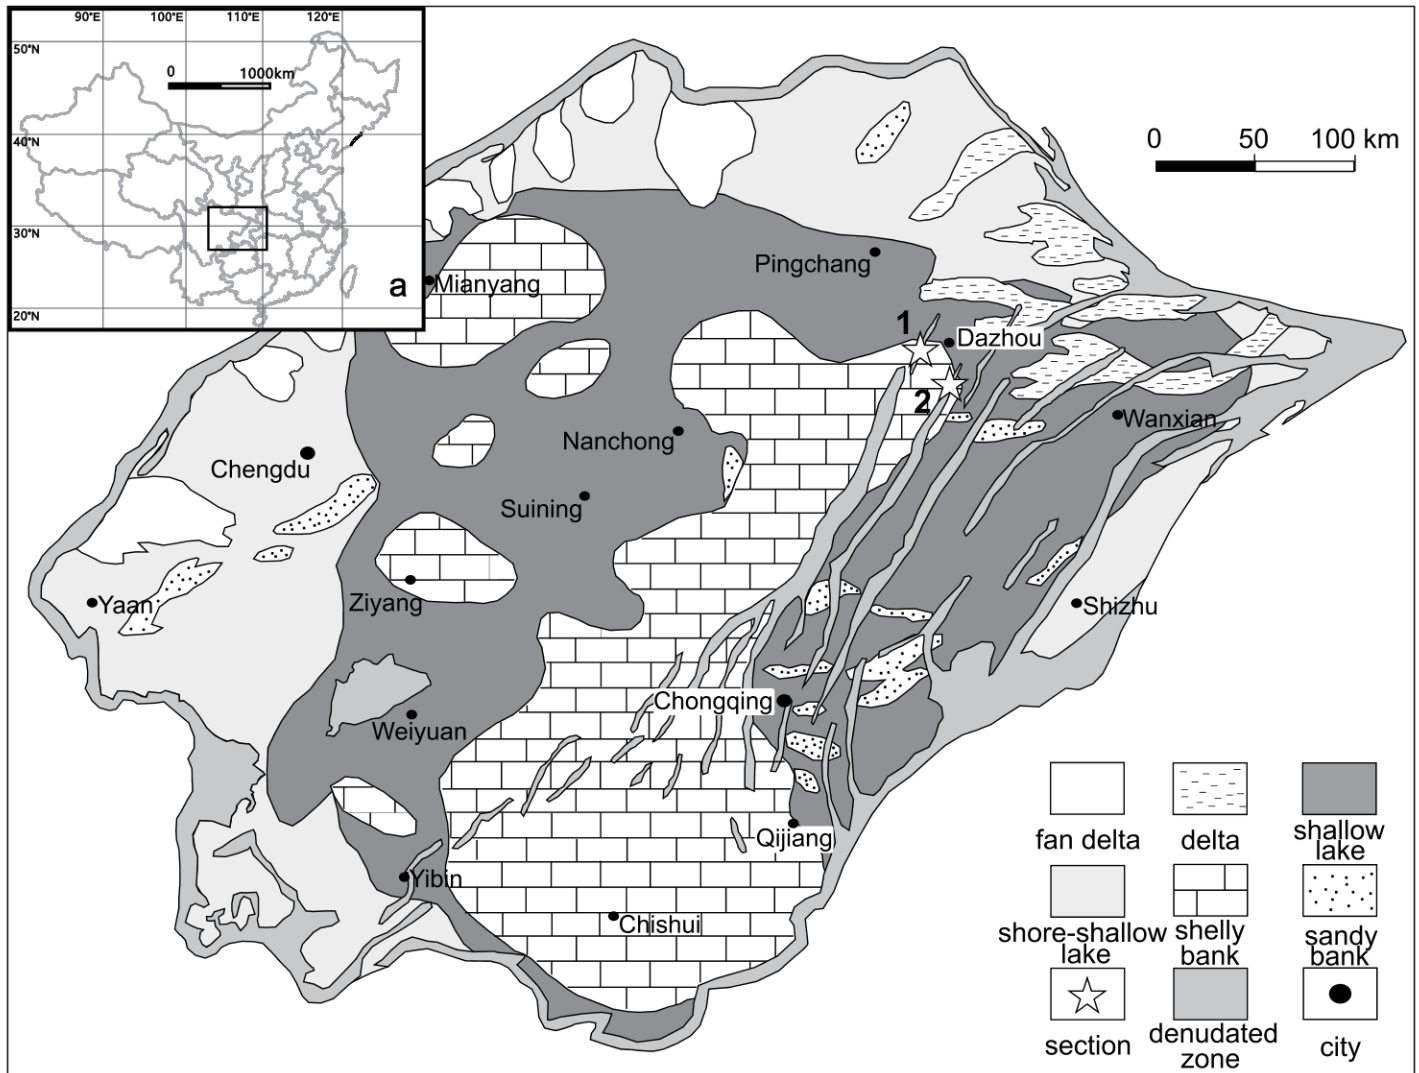 90°E 100°E 110°E 120°E
50°N
0 1000km
40°N
30°N
20°N
a
0 50 100 km
Pingchang
Mianyang
1
Dazhou
2
Wanxian
Nanchong
Chengdu
Suining
Ziyang
Yaan
Shizhu
Chongqing
Weiyuan
Qijiang
Yibin
Chishui
fan delta
delta
shallow
lake
shore-shallow
lake
shelly
bank
sandy
bank
section
denudated
zone
city